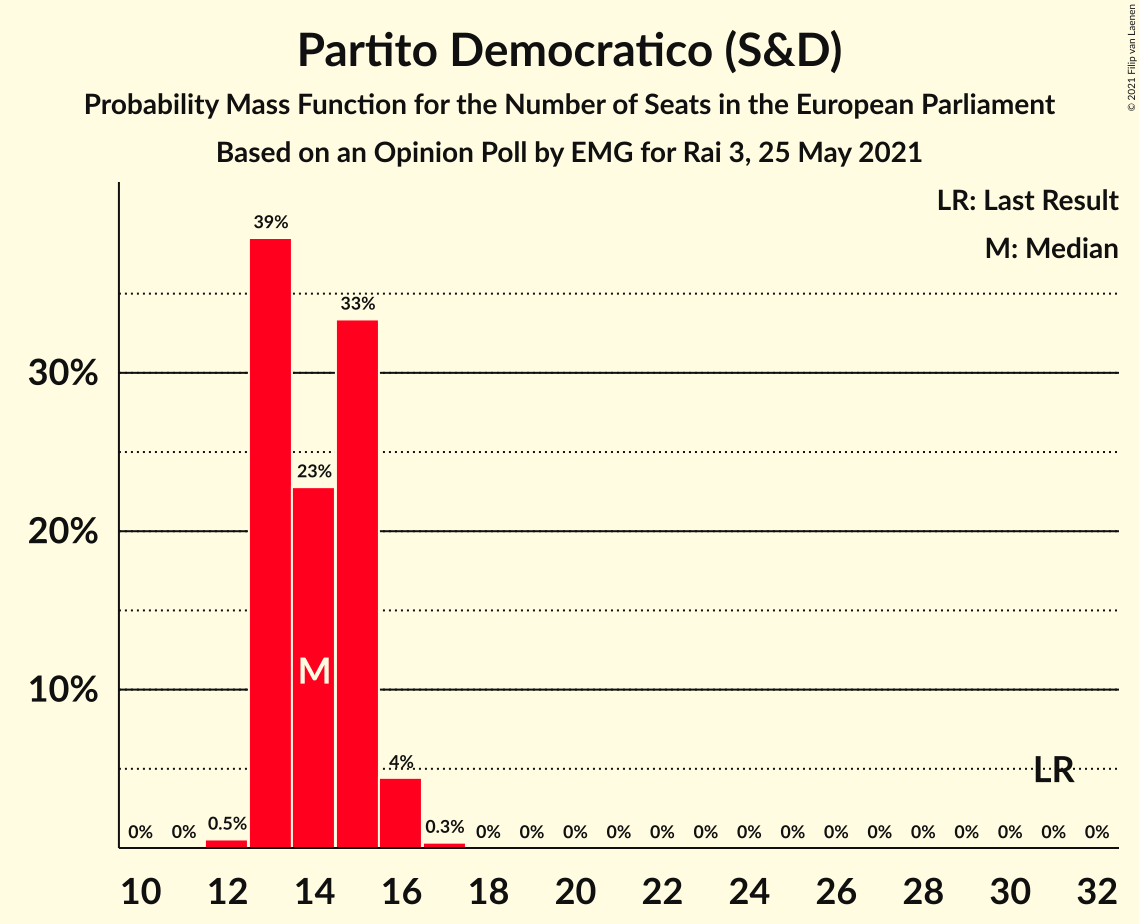 Partito Democratico (S&D)
Probability Mass Function for the Number of Seats in the European Parliament
Based on an Opinion Poll by EMG for Rai 3, 25 May 2021
© 2021 Filip van Laenen
LR: Last Result
M: Median
39%
33%
30%
23%
20%
M
10%
4%
LR
0% 0% 0.5% 0.3% 0% 0% 0% 0% 0% 0% 0% 0% 0% 0% 0% 0% 0% 0% 0%
10 12 14 16 18 20 22 24 26 28 30 32